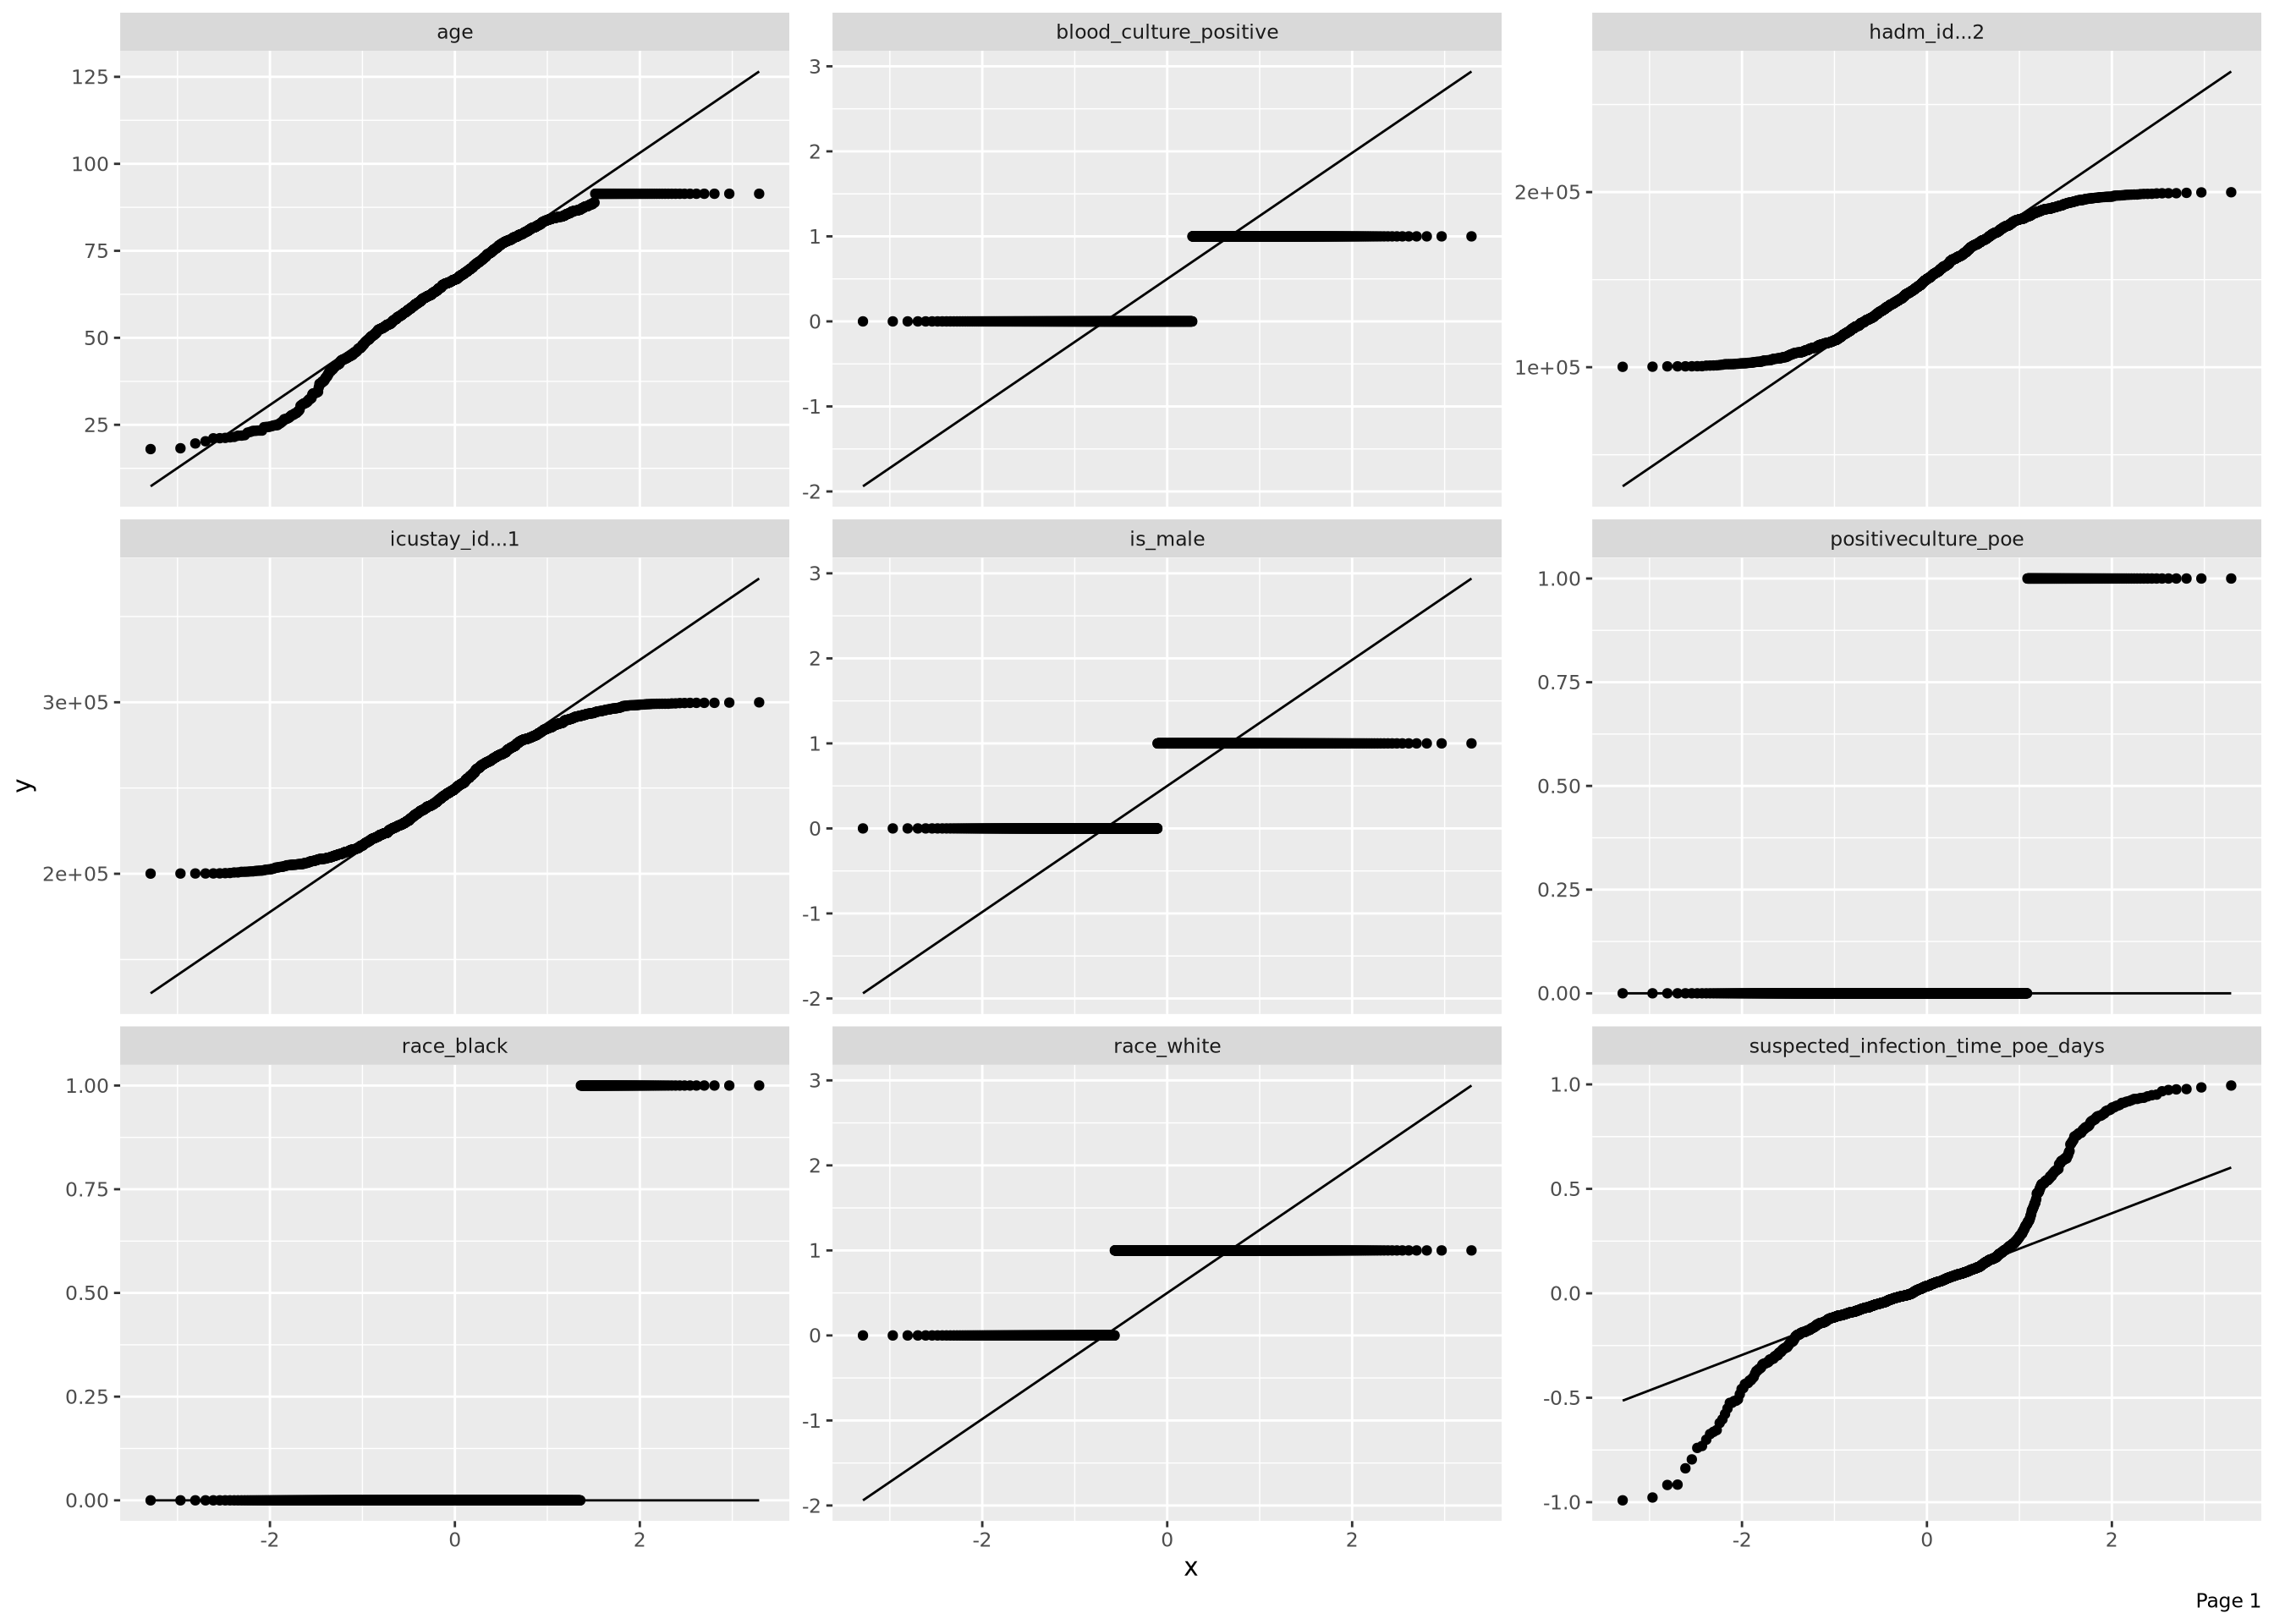 age
blood_culture_positive
hadm_id...2
125
100
75
50
25
3
2
1
0
-1
-2
2e+05
1e+05
icustay_id...1
is_male
positiveculture_poe
3e+05
2e+05
3
2
1
0
-1
-2
1.00
0.75
0.50
0.25
0.00
y
race_black
race_white
suspected_infection_time_poe_days
1.00
0.75
0.50
0.25
0.00
3
2
1
0
-1
-2
1.0
0.5
0.0
-0.5
-1.0
-2 0 2
-2 0 2
-2 0 2
x
Page 1